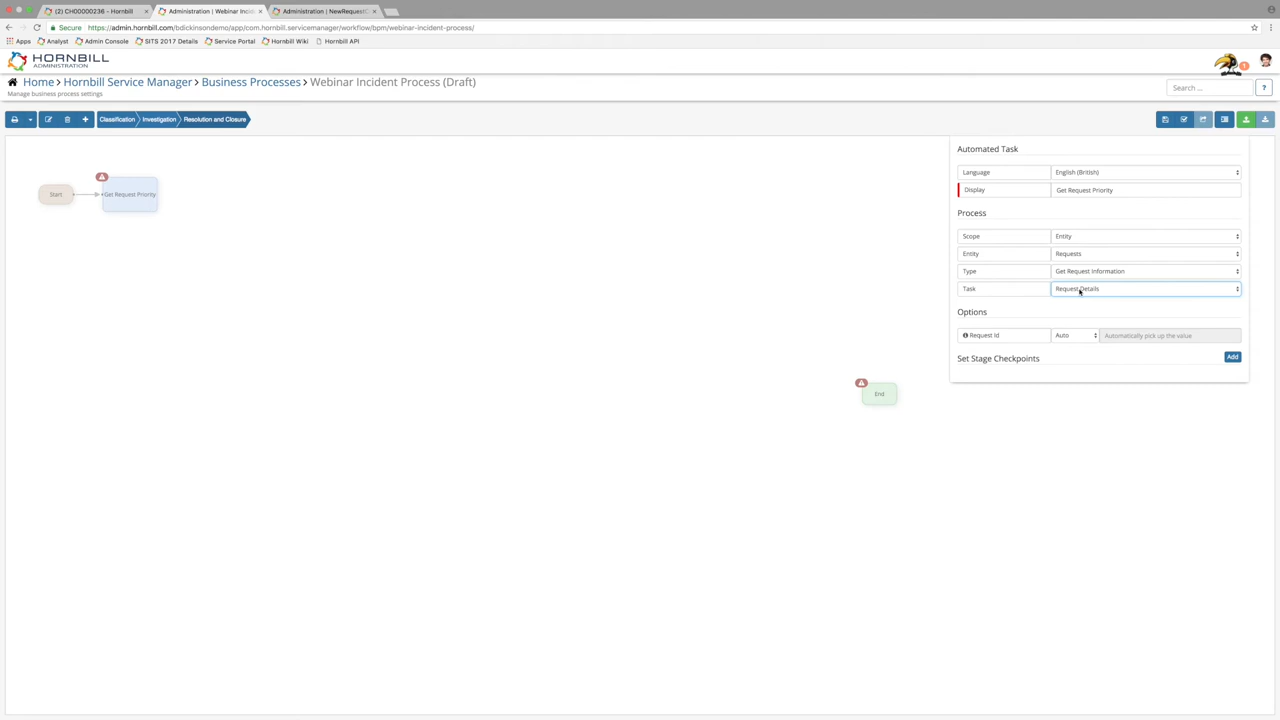 (2) CH00000236 - Hornbill
Administration | Webinar Incid
Administration | NewRequestC
Secure
https://admin.hornbill.com/bdickinsondemo/app/com.hornbill.servicemanager/workflow/bpm/webinar-incident-process/
Apps Analyst Admin Console SITS 2017 Details Service Portal Hornbill Wiki Hornbill API
HORNBILL
ADMINISTRATION
1
Home > Hornbill Service Manager > Business Processes > Webinar Incident Process (Draft)
Manage business process settings
Search ...
?
Classification Investigation Resolution and Closure
Start
Get Request Priority
End
Automated Task
Language English (British)
Display Get Request Priority
Process
Scope Entity
Entity Requests
Type Get Request Information
Task Request Details
Options
Request Id Auto Automatically pick up the value
Set Stage Checkpoints Add